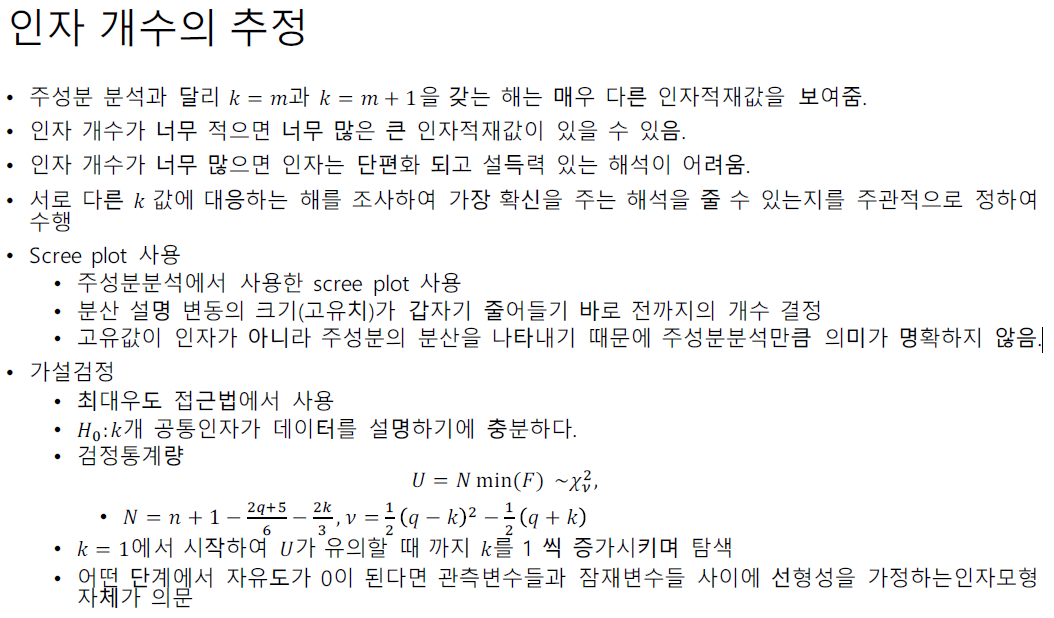 인자 개수의 추정
• 주성분 분석과 달리 k = m과 k = m + 1을 갖는 해는 매우 다른 인자적재값을 보여줌.
• 인자 개수가 너무 적으면 너무 많은 큰 인자적재값이 있을 수 있음.
• 인자 개수가 너무 많으면 인자는 단편화 되고 설득력 있는 해석이 어려움.
• 서로 다른 k 값에 대응하는 해를 조사하여 가장 확신을 주는 해석을 줄 수 있는지를 주관적으로 정하여
수행
• Scree plot 사용
• 주성분분석에서 사용한 scree plot 사용
• 분산 설명 변동의 크기(고유치)가 갑자기 줄어들기 바로 전까지의 개수 결정
• 고유값이 인자가 아니라 주성분의 분산을 나타내기 때문에 주성분분석만큼 의미가 명확하지 않음.
• 가설검정
• 최대우도 접근법에서 사용
• H₀:k개 공통인자가 데이터를 설명하기에 충분하다.
• 검정통계량
U = N min(F) ~χ²ᵥ,
• N = n + 1 − (2q+5)/6 − 2k/3, ν = 1/2 (q − k)² − 1/2 (q + k)
• k = 1에서 시작하여 U가 유의할 때 까지 k를 1 씩 증가시키며 탐색
• 어떤 단계에서 자유도가 0이 된다면 관측변수들과 잠재변수들 사이에 선형성을 가정하는인자모형
자체가 의문